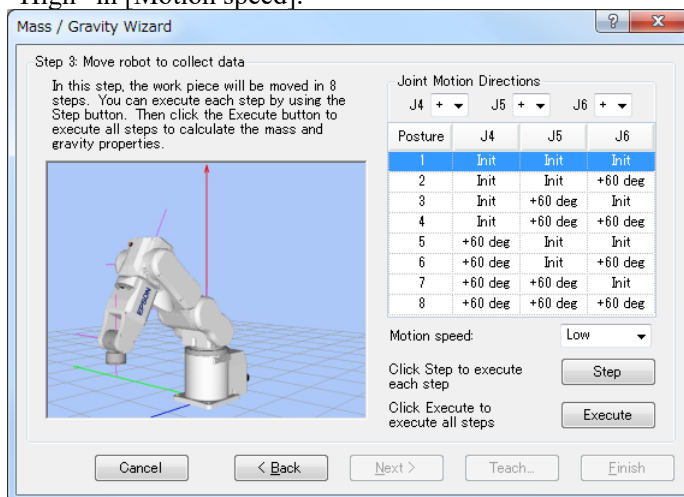 "High" in [Motion speed].
Mass / Gravity Wizard
Step 3: Move robot to collect data
In this step, the work piece will be moved in 8
steps. You can execute each step by using the
Step button. Then click the Execute button to
execute all steps to calculate the mass and
gravity properties.
EPSON
Joint Motion Directions
J4 + J5 + J6 +
Posture J4 J5 J6
1 Init Init Init
2 Init Init +60 deg
3 Init +60 deg Init
4 Init +60 deg +60 deg
5 +60 deg Init Init
6 +60 deg Init +60 deg
7 +60 deg +60 deg Init
8 +60 deg +60 deg +60 deg
Motion speed: Low
Click Step to execute
each step
Step
Click Execute to
execute all steps
Execute
Cancel < Back Next > Teach... Finish